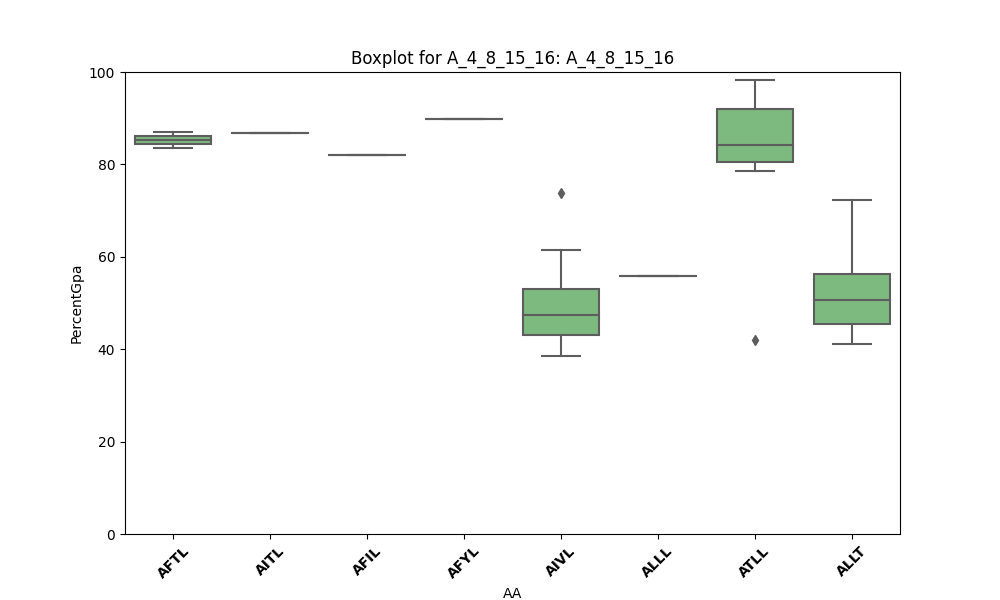 Boxplot for A_4_8_15_16: A_4_8_15_16
100
80
60
40
20
0
PercentGpa
AFTL
AITL
AFIL
AFYL
AIVL
ALLL
ATLL
ALLT
AA